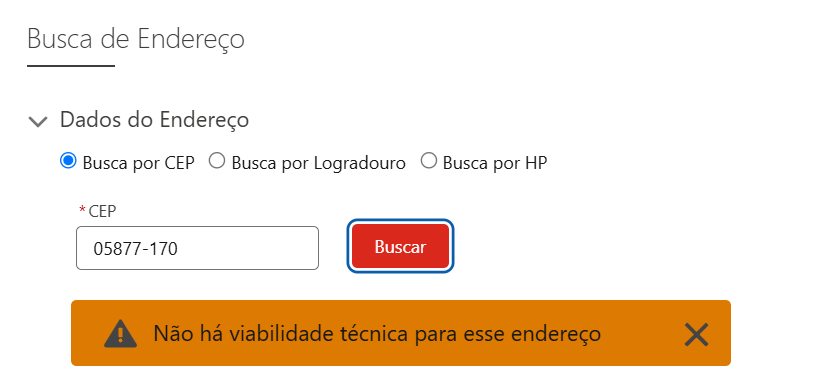 Busca de Endereço
Dados do Endereço
Busca por CEP Busca por Logradouro Busca por HP
*CEP
05877-170 Buscar
Não há viabilidade técnica para esse endereço